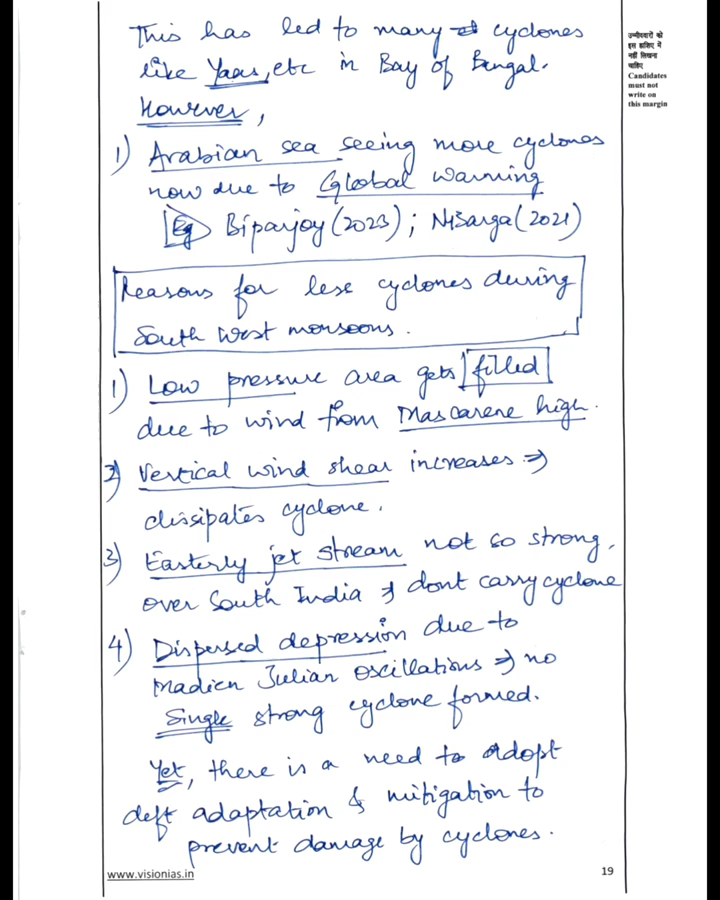 This has led to many cyclones
like Yaas, etc in Bay of Bengal.
However,
1) Arabian sea seeing more cyclones
now due to Global warming
Eg Biparjoy (2023); Nisarga (2021)
Reasons for less cyclones during
South West monsoons.
1) Low pressure area gets filled
due to wind from Mascarene high.
2) Vertical wind shear increases ⇒
dissipates cyclone.
3) Easterly jet stream not so strong,
over South India & dont carry cyclone
4) Dispersed depression due to
Madien Julian oscillations ⇒ no
single strong cyclone formed.
Yet, there is a need to adopt
deft adaptation & mitigation to
prevent damage by cyclones.
उम्मीदवारों को
इस हाशिए में
नहीं लिखना
चाहिए
Candidates
must not
write on
this margin
www.visionias.in
19